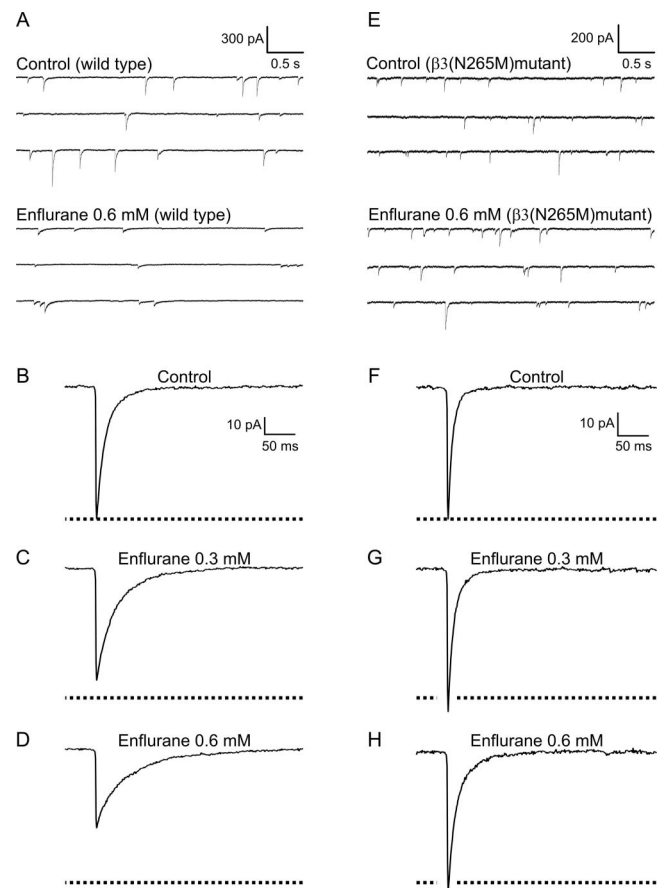 A
300 pA
0.5 s
Control (wild type)
Enflurane 0.6 mM (wild type)
E
200 pA
0.5 s
Control (β3(N265M)mutant)
Enflurane 0.6 mM (β3(N265M)mutant)
B
Control
10 pA
50 ms
F
Control
10 pA
50 ms
C
Enflurane 0.3 mM
G
Enflurane 0.3 mM
D
Enflurane 0.6 mM
H
Enflurane 0.6 mM